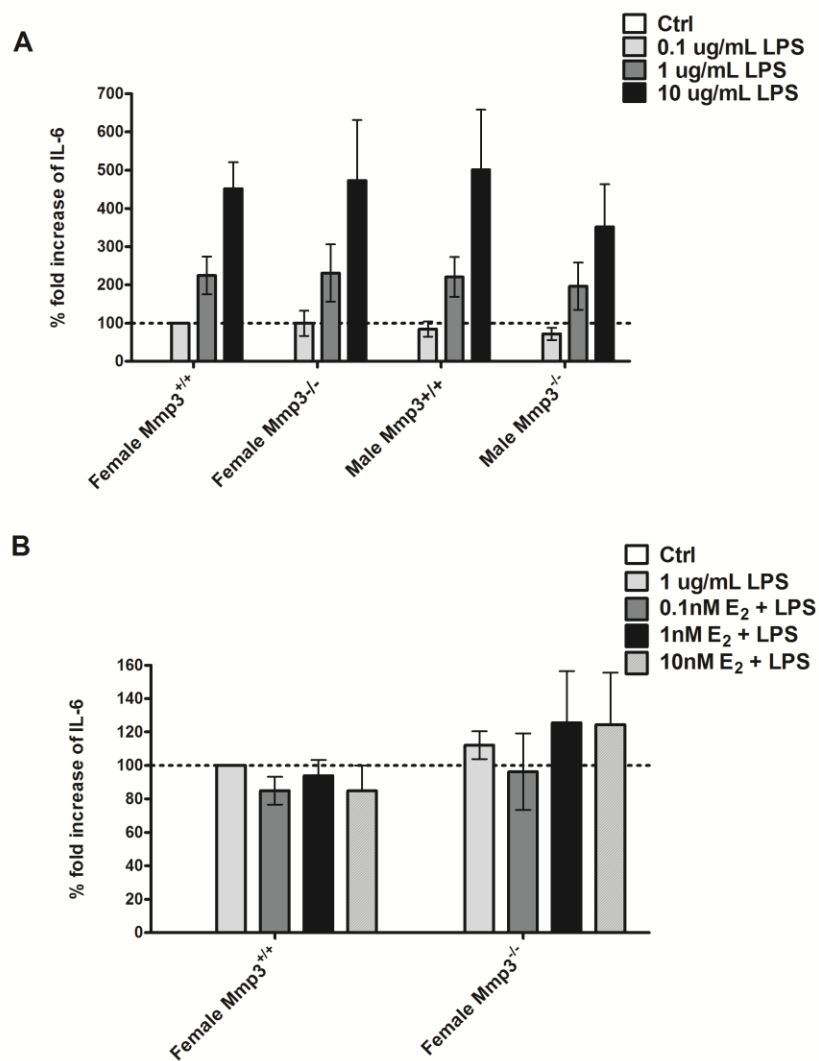 A
Ctrl
0.1 ug/mL LPS
1 ug/mL LPS
10 ug/mL LPS
% fold increase of IL-6
700
600
500
400
300
200
100
0
Female Mmp3+/+
Female Mmp3-/-
Male Mmp3+/+
Male Mmp3-/-
B
Ctrl
1 ug/mL LPS
0.1nM E2 + LPS
1nM E2 + LPS
10nM E2 + LPS
% fold increase of IL-6
160
140
120
100
80
60
40
20
0
Female Mmp3+/+
Female Mmp3-/-